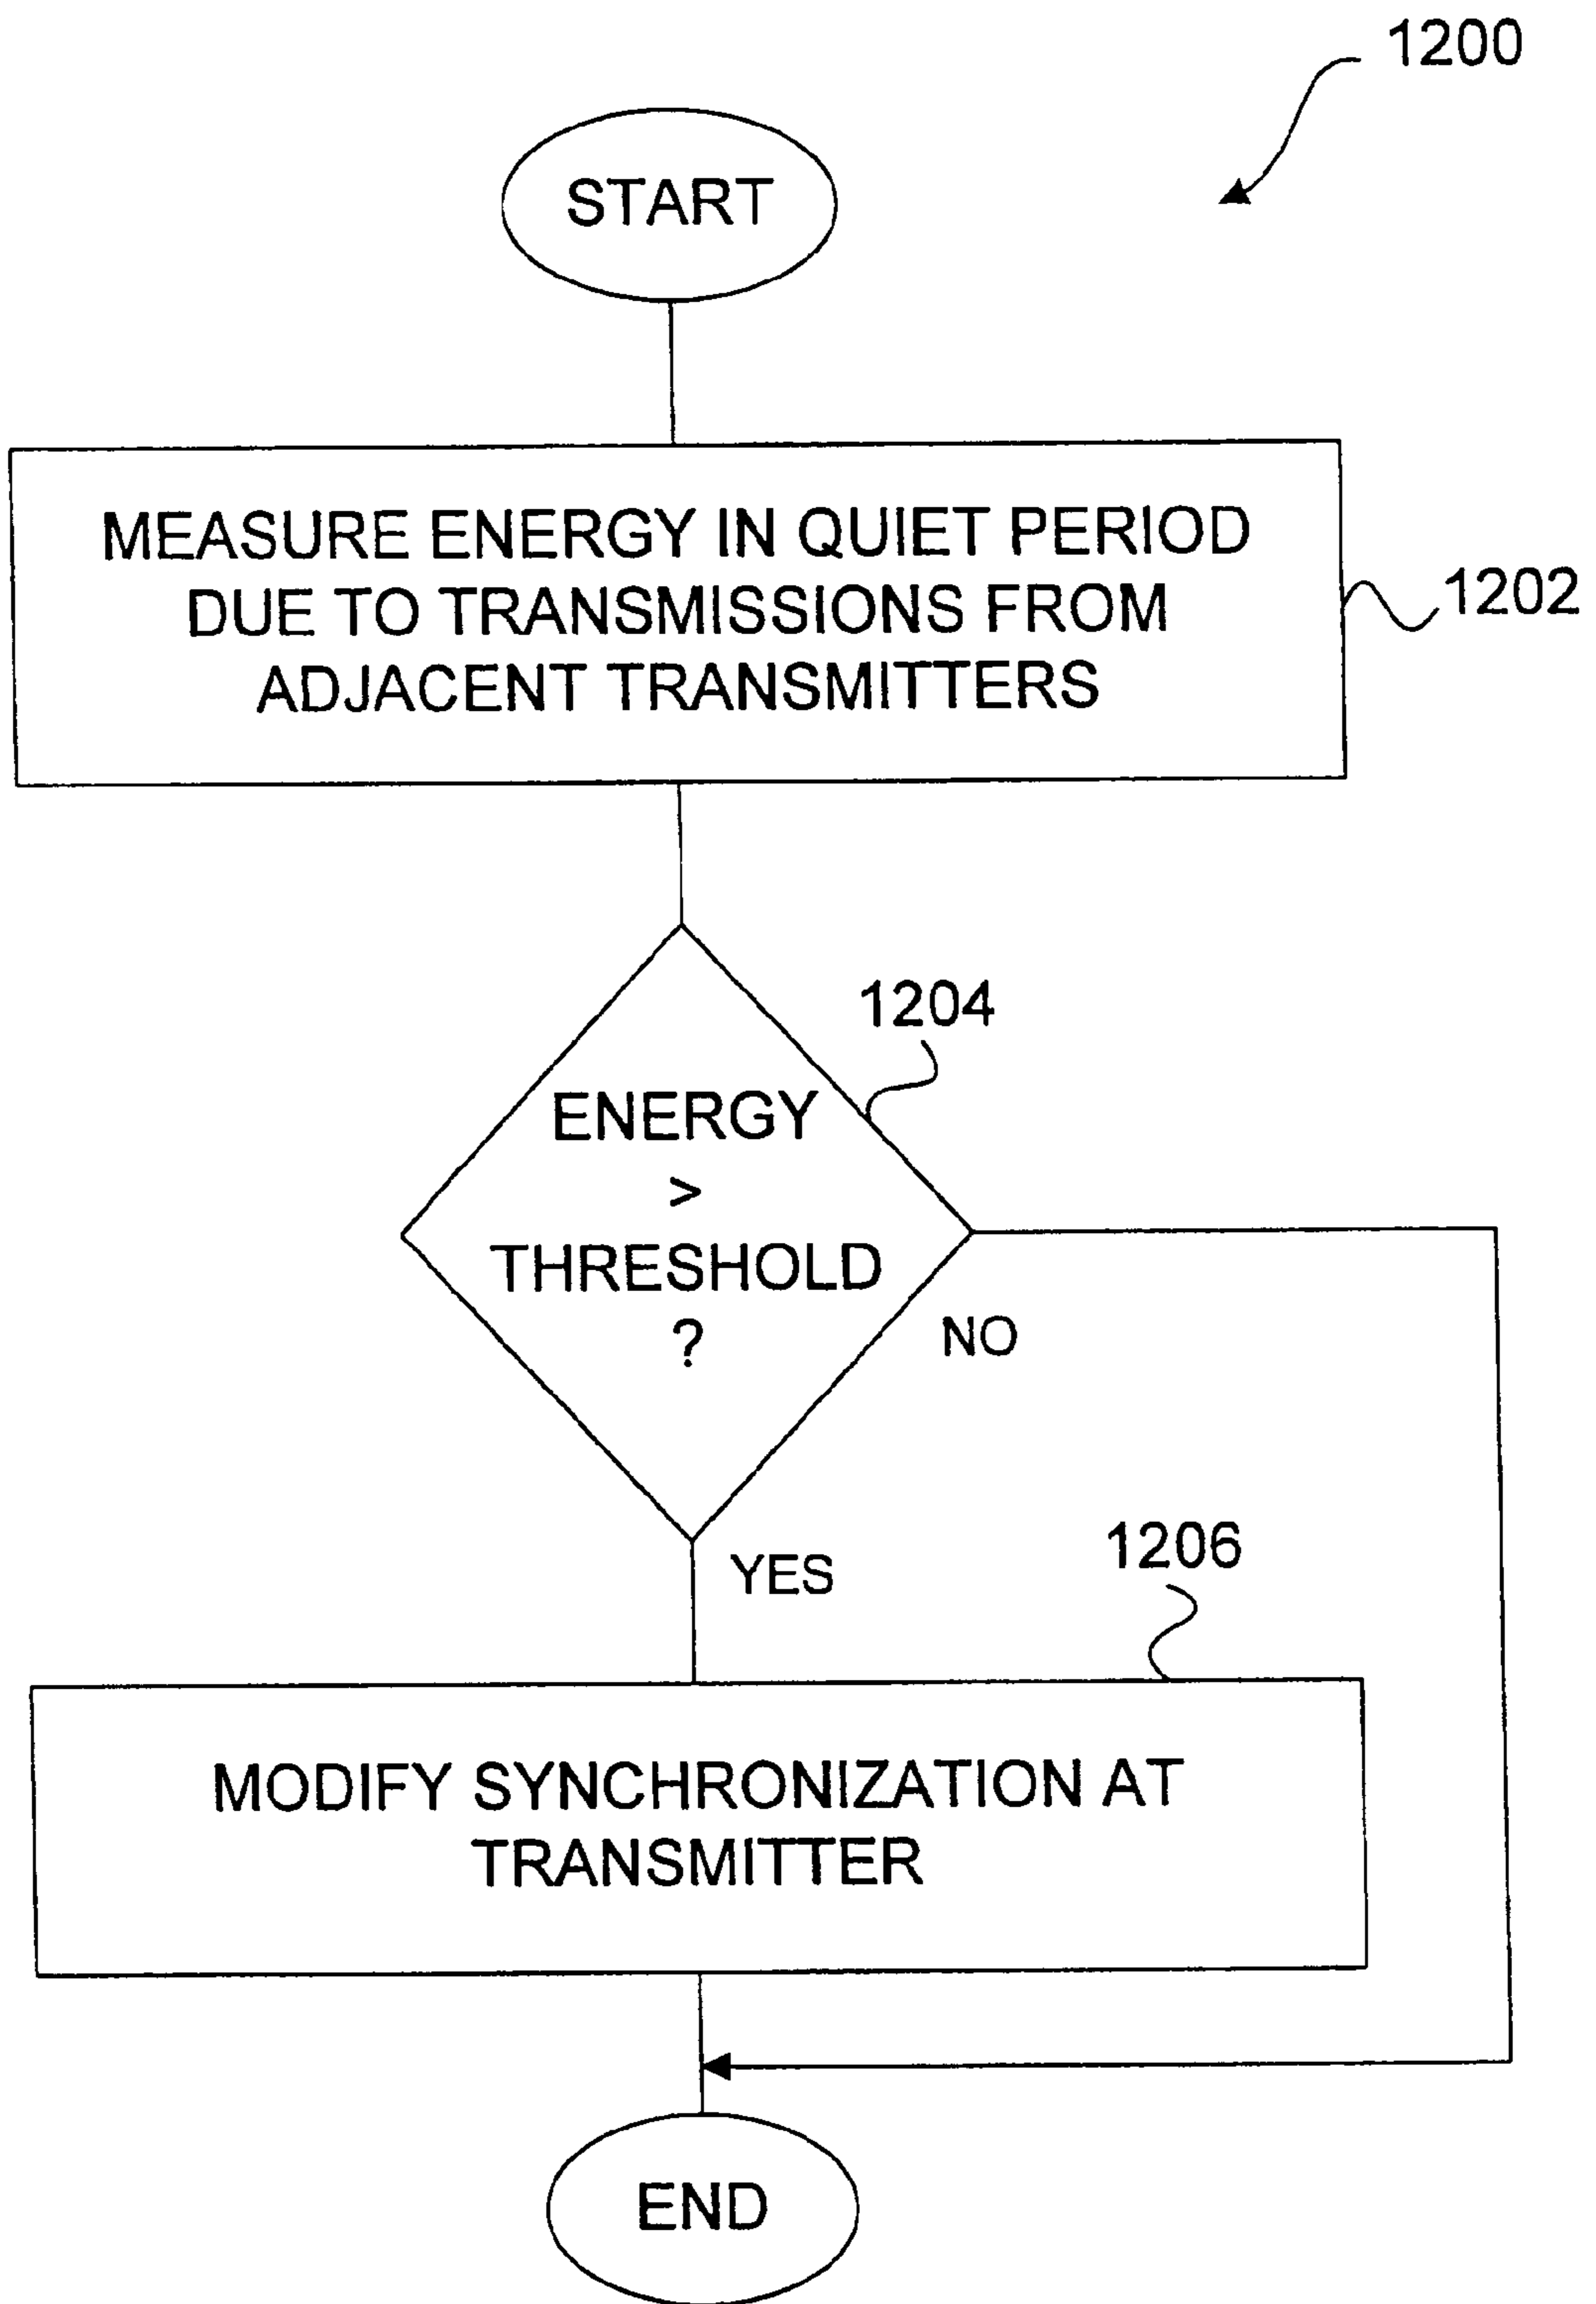 1200
START
MEASURE ENERGY IN QUIET PERIOD
DUE TO TRANSMISSIONS FROM
ADJACENT TRANSMITTERS
1202
1204
ENERGY
>
THRESHOLD
?
NO
YES
1206
MODIFY SYNCHRONIZATION AT
TRANSMITTER
END